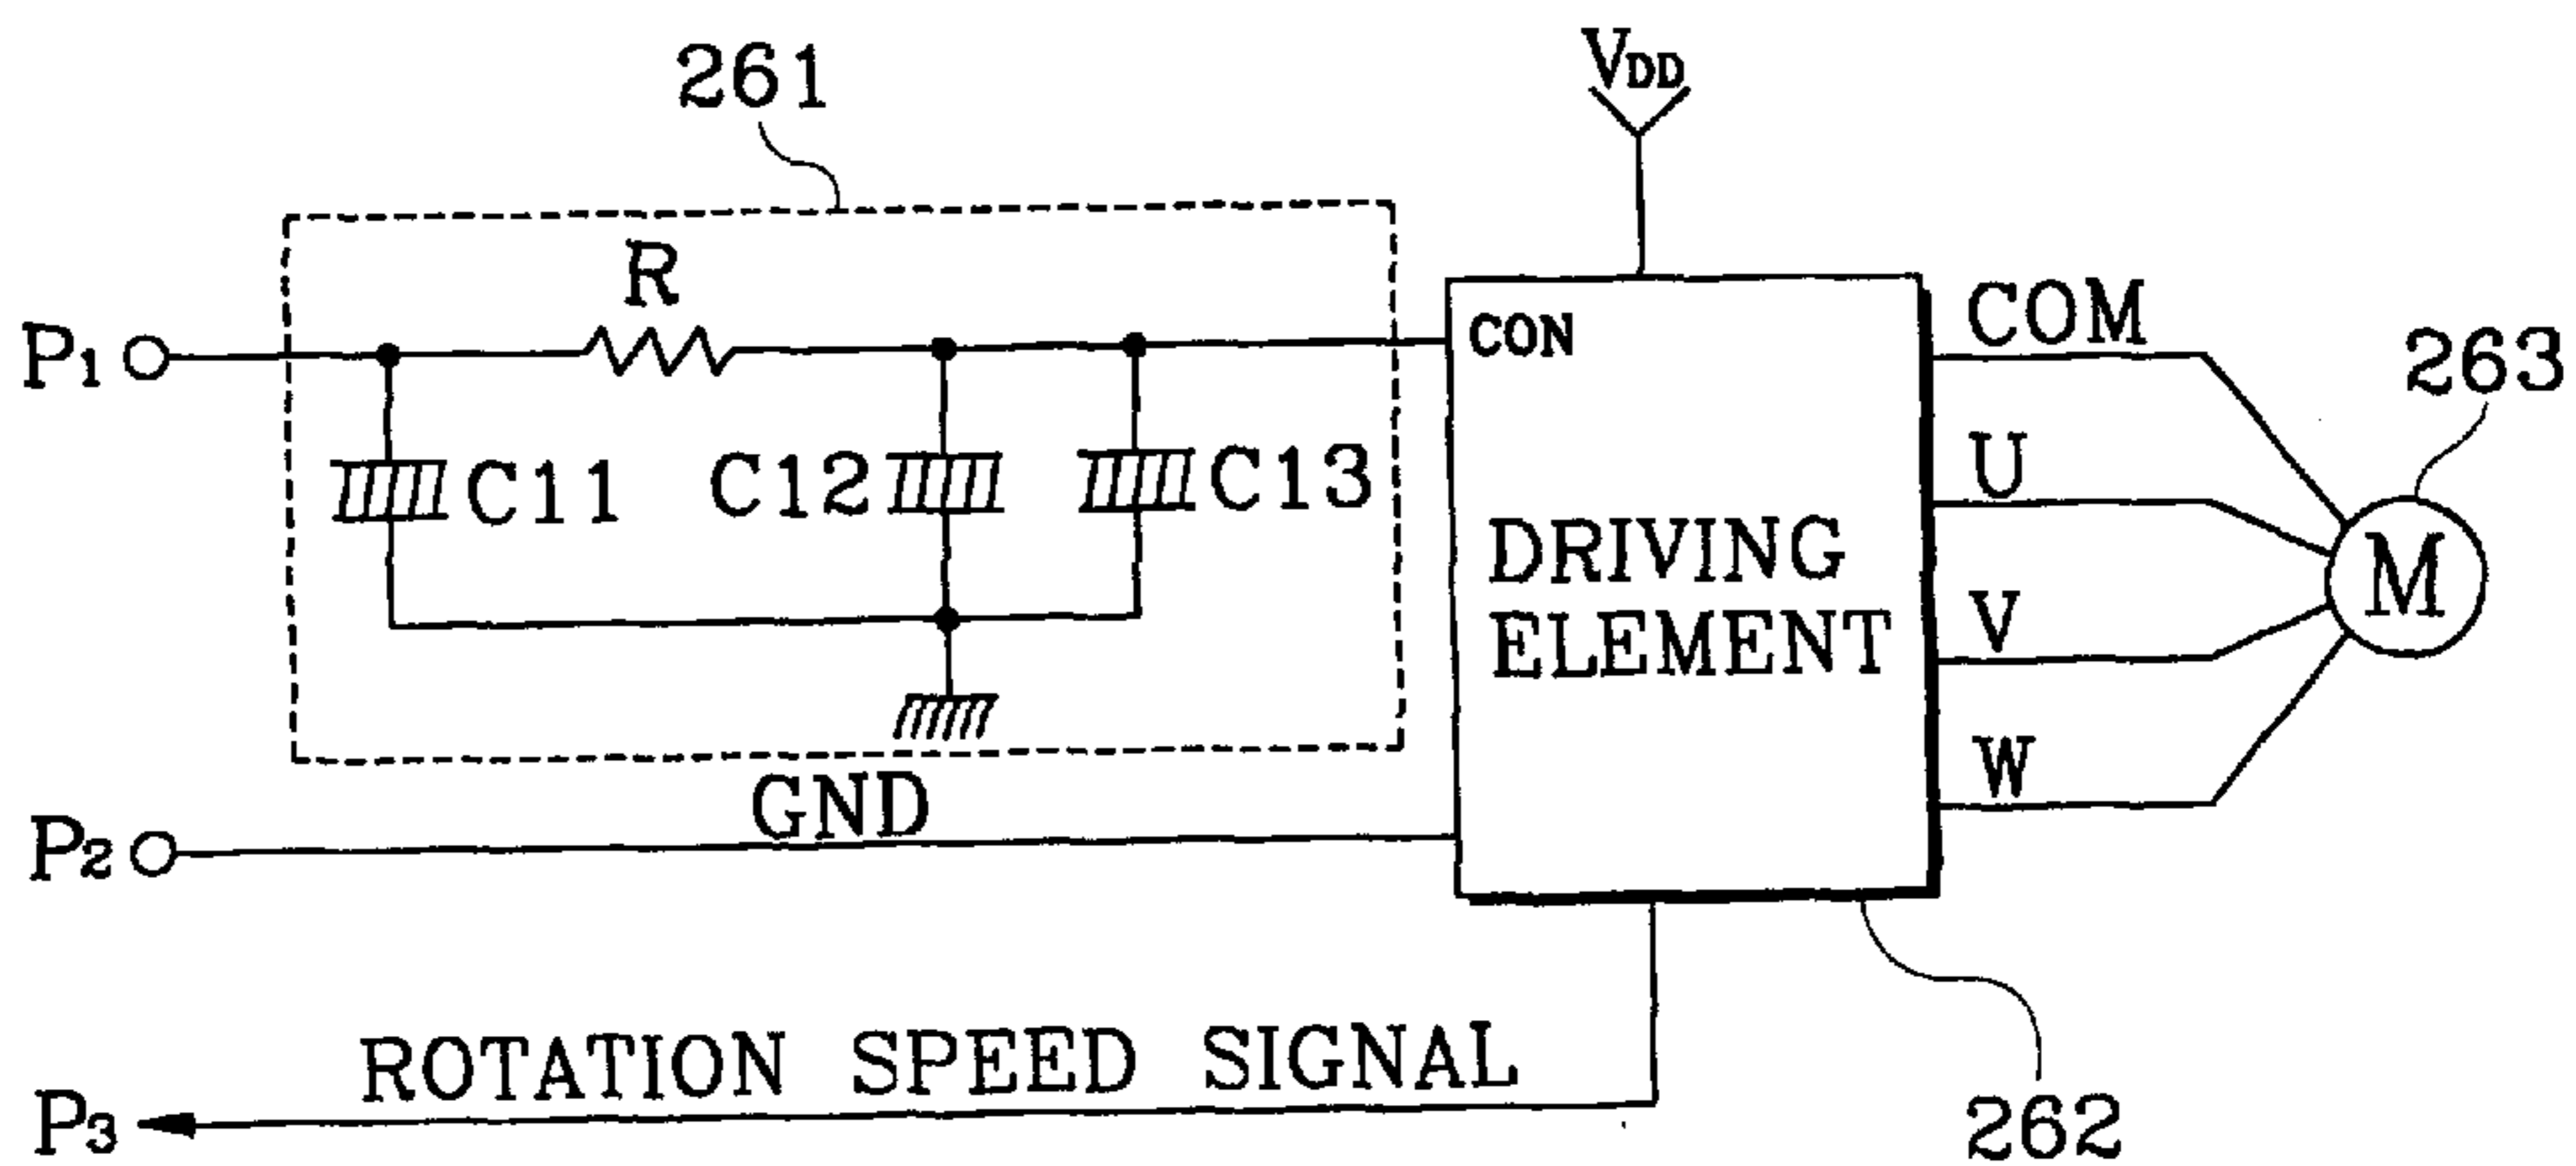 261
VDD
R
P1
CON
COM
263
C11
C12
C13
U
DRIVING
ELEMENT
M
V
W
GND
P2
ROTATION SPEED SIGNAL
P3
262